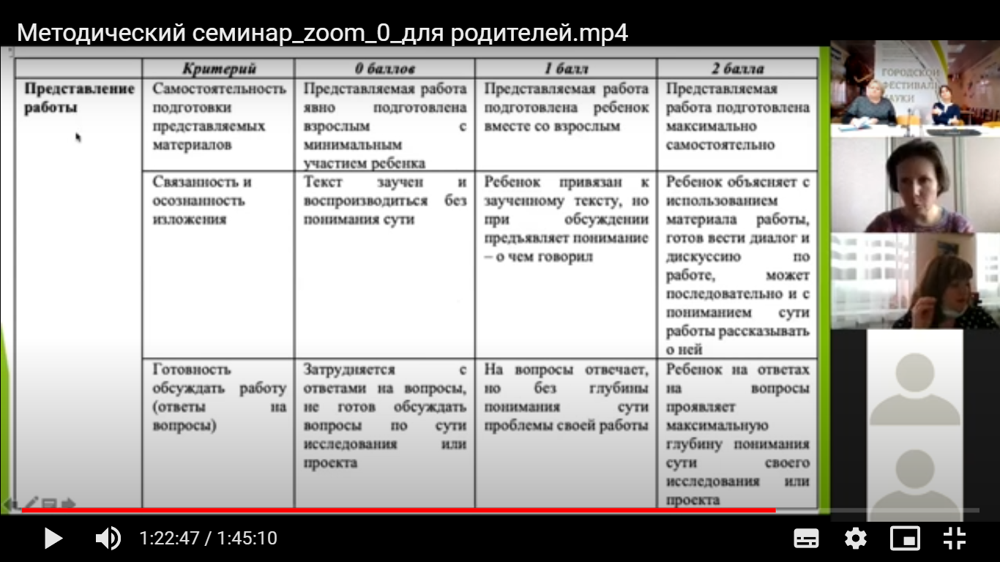 Методический семинар_zoom_0_для родителей.mp4
Критерий
0 баллов
1 балл
2 балла
Представление
работы
Самостоятельность
подготовки
представляемых
материалов
Представляемая работа
явно подготовлена
взрослым с
минимальным
участием ребенка
Представляемая работа
подготовлена ребенок
вместе со взрослым
Представляемая
работа подготовлена
максимально
самостоятельно
Связанность и
осознанность
изложения
Текст заучен и
воспроизводиться без
понимания сути
Ребенок привязан к
заученному тексту, но
при обсуждении
предъявляет понимание
– о чем говорил
Ребенок объясняет с
использованием
материала работы,
готов вести диалог и
дискуссию по
работе, может
последовательно и с
пониманием сути
работы рассказывать
о ней
Готовность
обсуждать работу
(ответы на
вопросы)
Затрудняется с
ответами на вопросы,
не готов обсуждать
вопросы по сути
исследования или
проекта
На вопросы отвечает,
но без глубины
понимания сути
проблемы своей работы
Ребенок на ответах
на вопросы
проявляет
максимальную
глубину понимания
сути своего
исследования или
проекта
ГОРОДСКОЙ
ФЕСТИВАЛЬ
НАУКИ
1:22:47 / 1:45:10